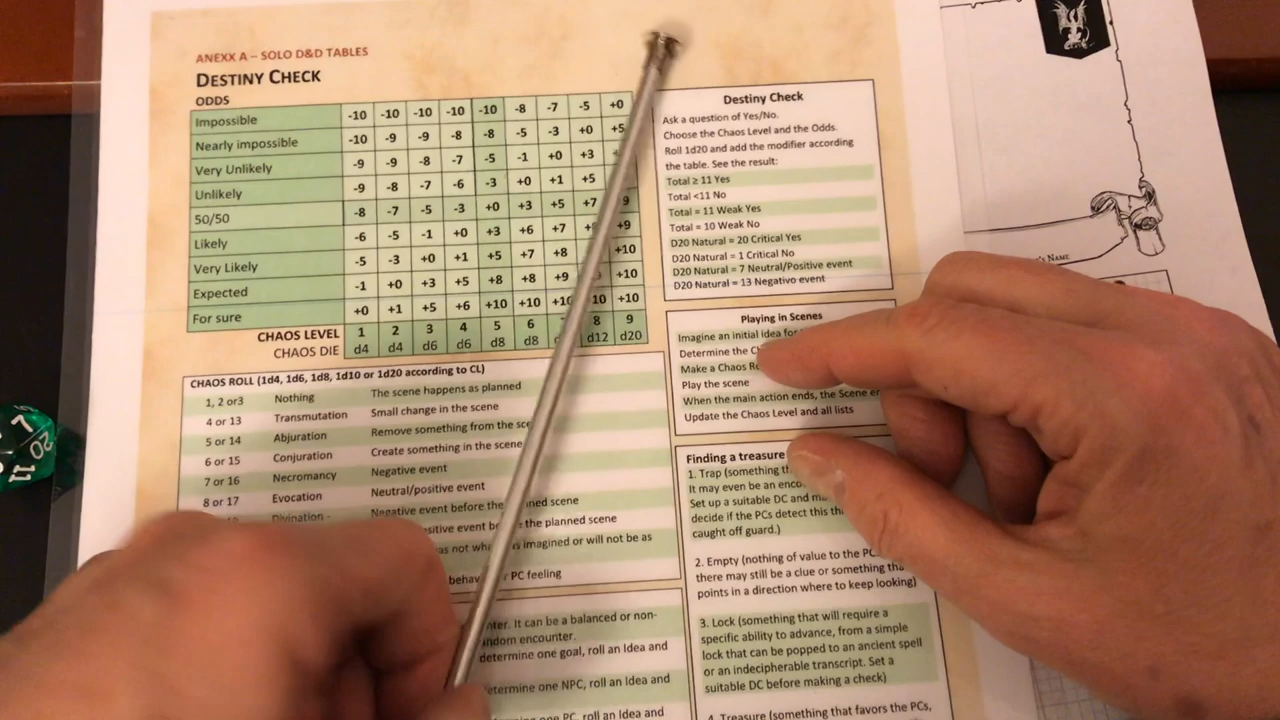 ANEXX A – SOLO D&D TABLES
DESTINY CHECK
ODDS
Impossible -10 -10 -10 -10 -10 -8 -7 -5 +0
Nearly impossible -10 -9 -9 -8 -8 -5 -3 +0 +5
Very Unlikely -9 -9 -8 -7 -5 -1 +0 +3
Unlikely -9 -8 -7 -6 -3 +0 +1 +5
50/50 -8 -7 -5 -3 +0 +3 +5 +7 9
Likely -6 -5 -1 +0 +3 +6 +7 +9
Very Likely -5 -3 +0 +1 +5 +7 +8 +10
Expected -1 +0 +3 +5 +8 +8 +9 +10
For sure +0 +1 +5 +6 +10 +10 +10 10 +10
CHAOS LEVEL 1 2 3 4 5 6 8 9
CHAOS DIE d4 d4 d6 d6 d8 d8 d12 d20
CHAOS ROLL (1d4, 1d6, 1d8, 1d10 or 1d20 according to CL)
1, 2 or3 Nothing The scene happens as planned
4 or 13 Transmutation Small change in the scene
5 or 14 Abjuration Remove something from the
6 or 15 Conjuration Create something in the scene
7 or 16 Necromancy Negative event
8 or 17 Evocation Neutral/positive event
Divination - Negative event before the scene
event the planned scene
not imagined or will not be as
PC feeling
It can be a balanced or non-
encounter.
determine one goal, roll an Idea and
determine one NPC, roll an Idea and
one PC, roll an Idea and
Destiny Check
Ask a question of Yes/No.
Choose the Chaos Level and the Odds.
Roll 1d20 and add the modifier according
the table. See the result:
Total ≥ 11 Yes
Total <11 No
Total = 11 Weak Yes
Total = 10 Weak No
D20 Natural = 20 Critical Yes
D20 Natural = 1 Critical No
D20 Natural = 7 Neutral/Positive event
D20 Natural = 13 Negativo event
Playing in Scenes
Imagine an initial idea for
Determine the
Make a Chaos
Play the scene
When the main action ends, the Scene
Update the Chaos Level and all lists
Finding a treasure
1. Trap (something
It may even be an
Set up a suitable DC and
decide if the PCs detect this
caught off guard.)
2. Empty (nothing of value to the
there may still be a clue or something
points in a direction where to keep looking)
3. Lock (something that will require a
specific ability to advance, from a simple
lock that can be popped to an ancient spell
or an indecipherable transcript. Set a
suitable DC before making a check)
4. Treasure (something that favors the PCs,
NAME
7
20
11